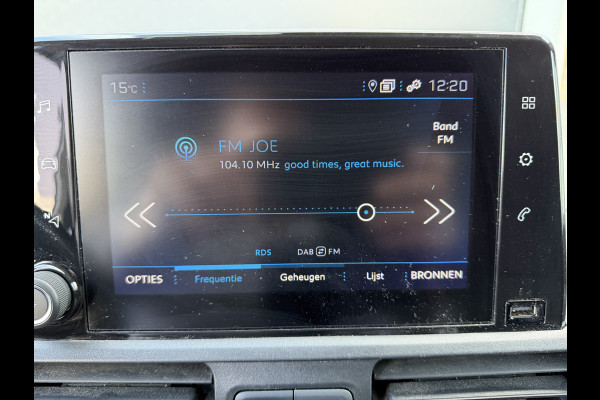 15°C 12:20
Band
FM
FM JOE
104.10 MHz good times, great music.
RDS DAB FM
OPTIES Frequentie Geheugen Lijst BRONNEN
N